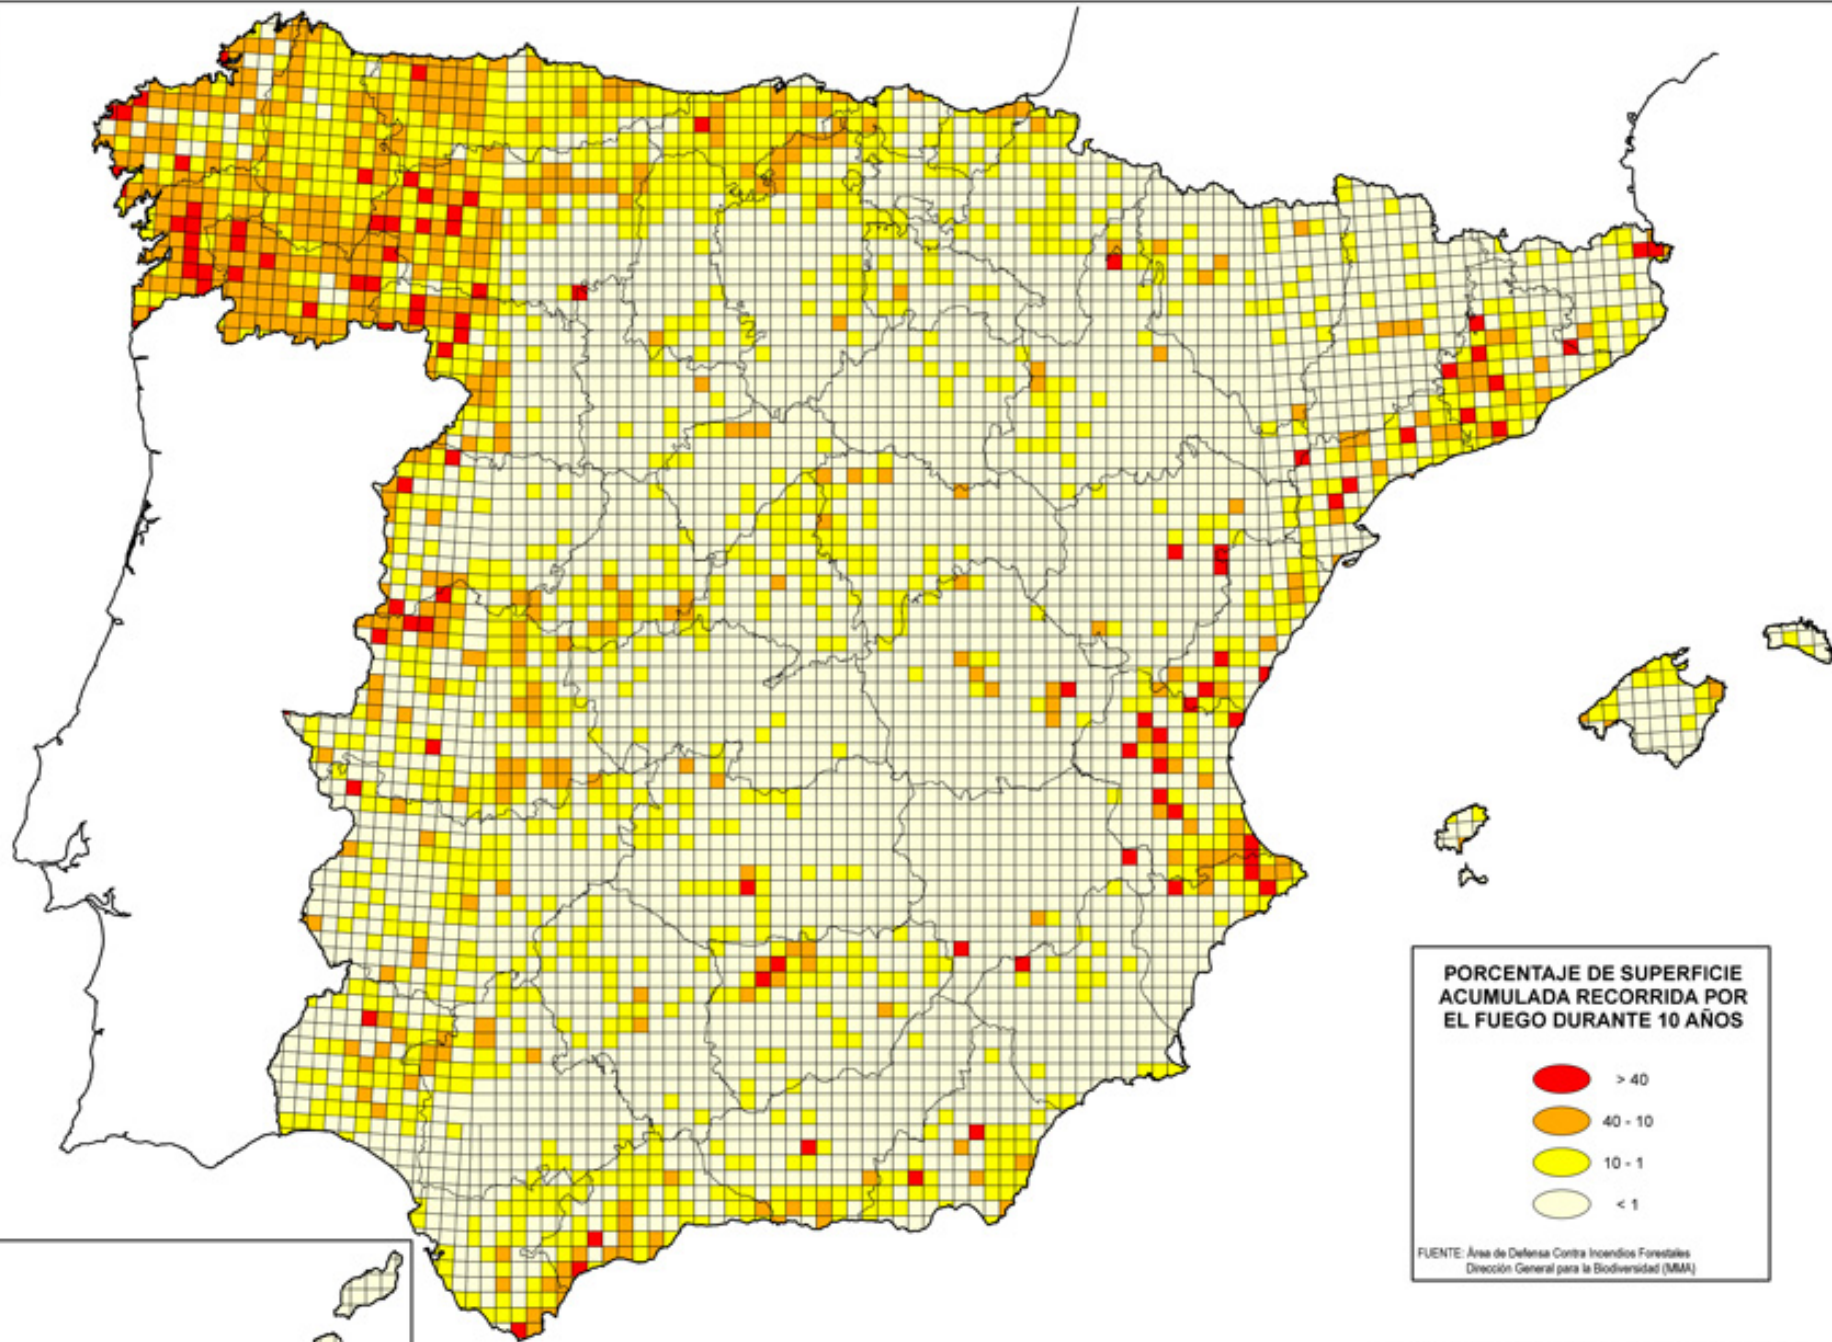 PORCENTAJE DE SUPERFICIE
ACUMULADA RECORRIDA POR
EL FUEGO DURANTE 10 AÑOS
> 40
40 - 10
10 - 1
< 1
FUENTE: Área de Defensa Contra Incendios Forestales
Dirección General para la Biodiversidad (MMA)